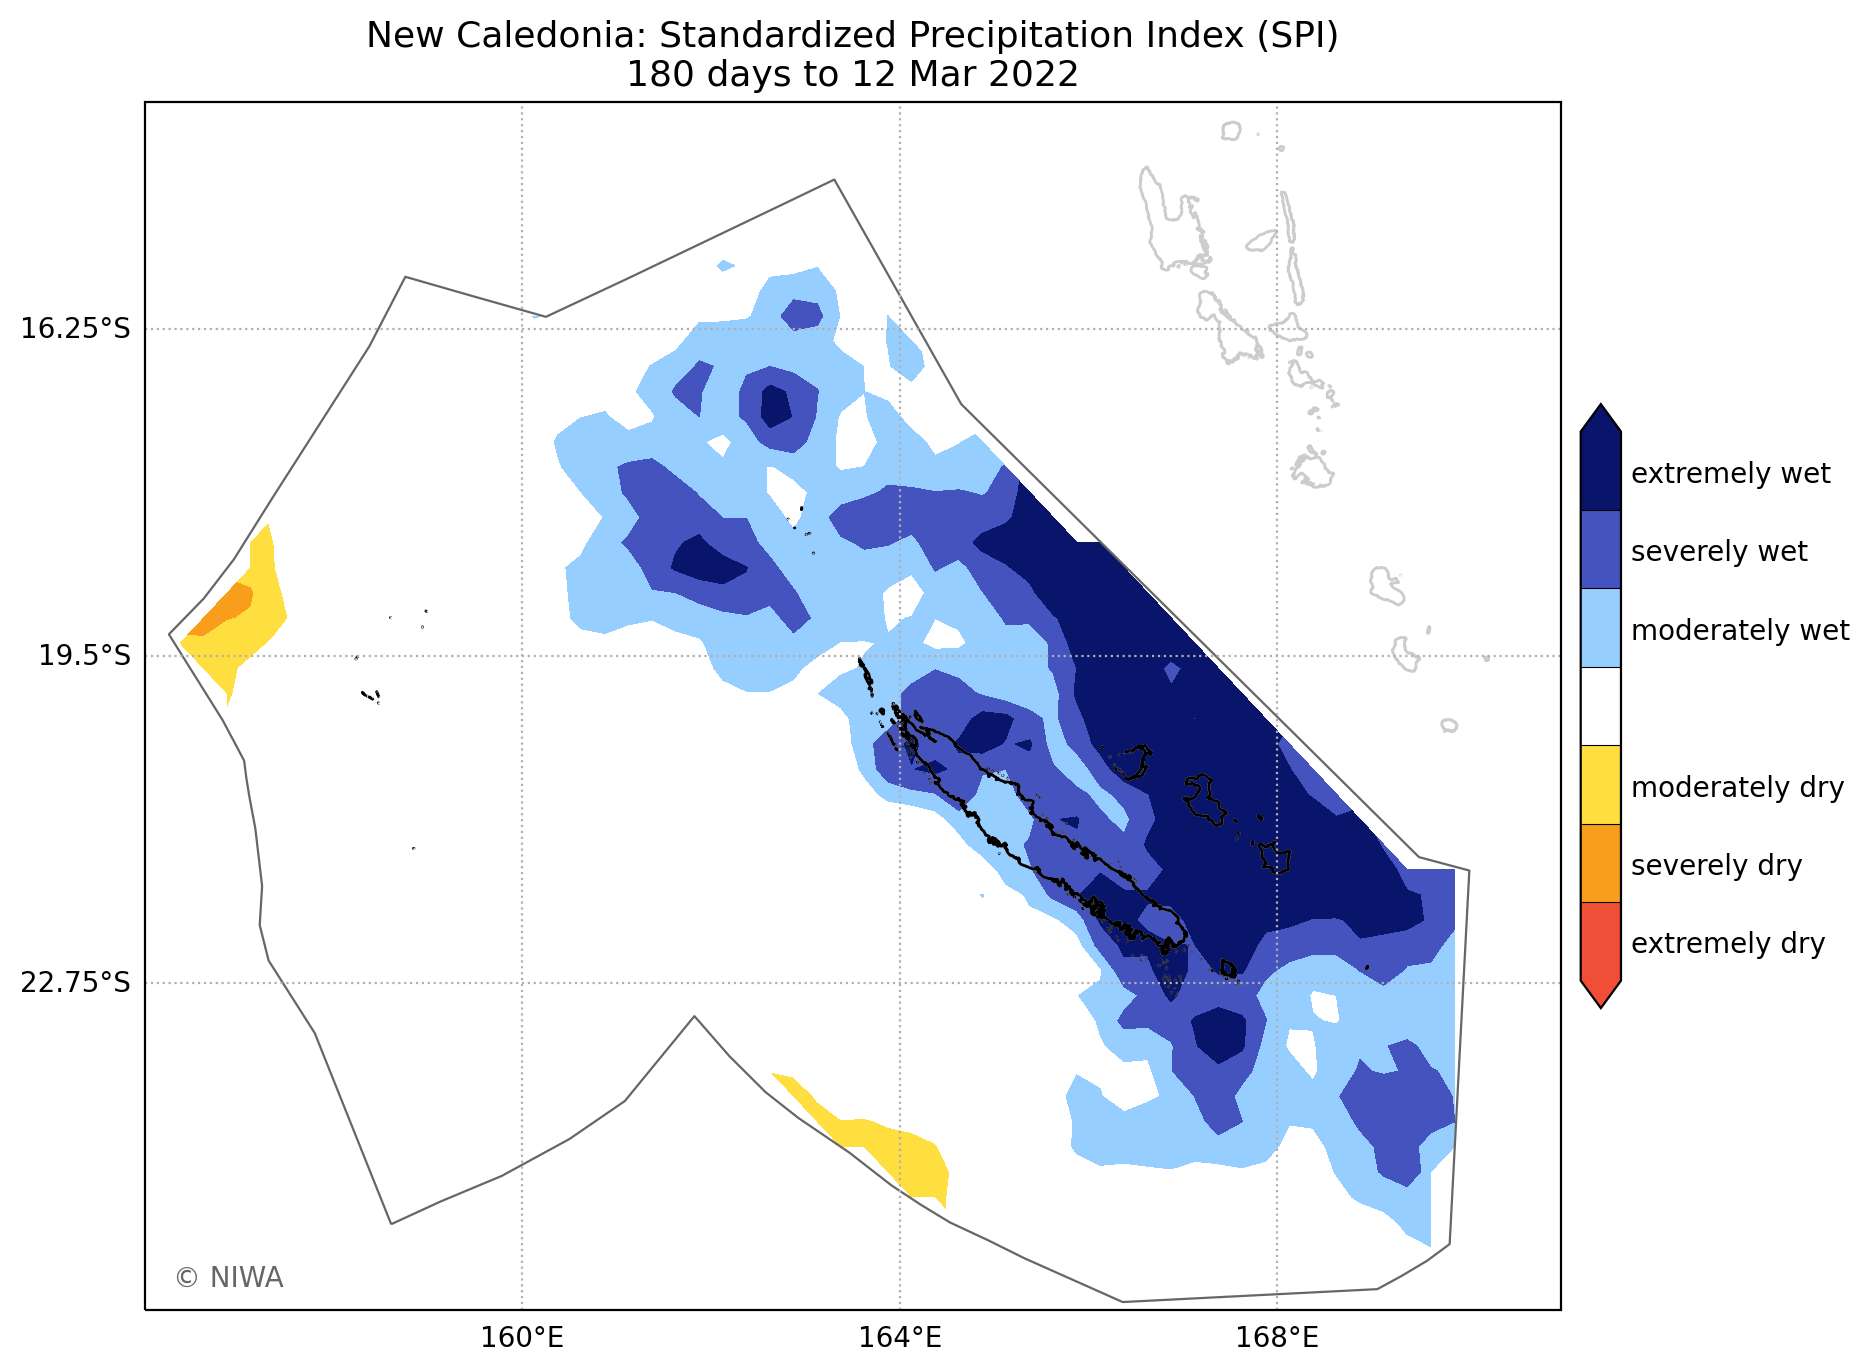 New Caledonia: Standardized Precipitation Index (SPI)
180 days to 12 Mar 2022
16.25°S
19.5°S
22.75°S
160°E
164°E
168°E
extremely wet
severely wet
moderately wet
moderately dry
severely dry
extremely dry
© NIWA